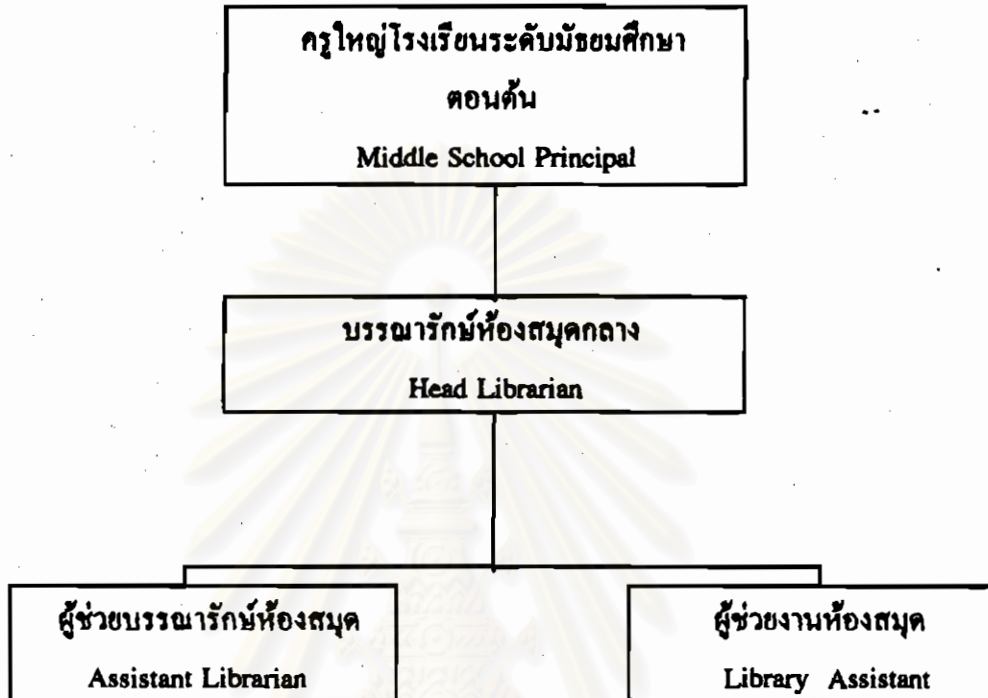 ครูใหญ่โรงเรียนระดับมัธยมศึกษา
ตอนต้น
Middle School Principal
บรรณารักษ์ห้องสมุดกลาง
Head Librarian
ผู้ช่วยบรรณารักษ์ห้องสมุด
Assistant Librarian
ผู้ช่วยงานห้องสมุด
Library Assistant